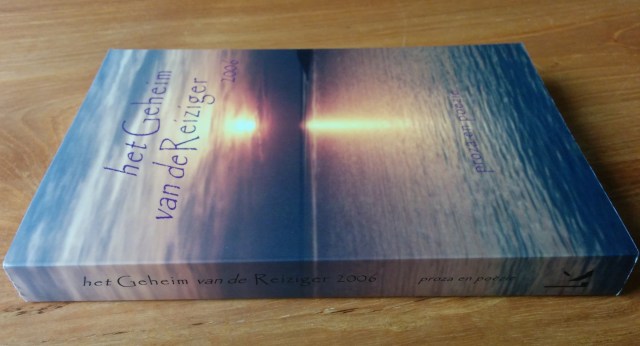 het Geheim
van de Reiziger
2006
proza en poëzie
het Geheim van de Reiziger 2006 proza en poëzie